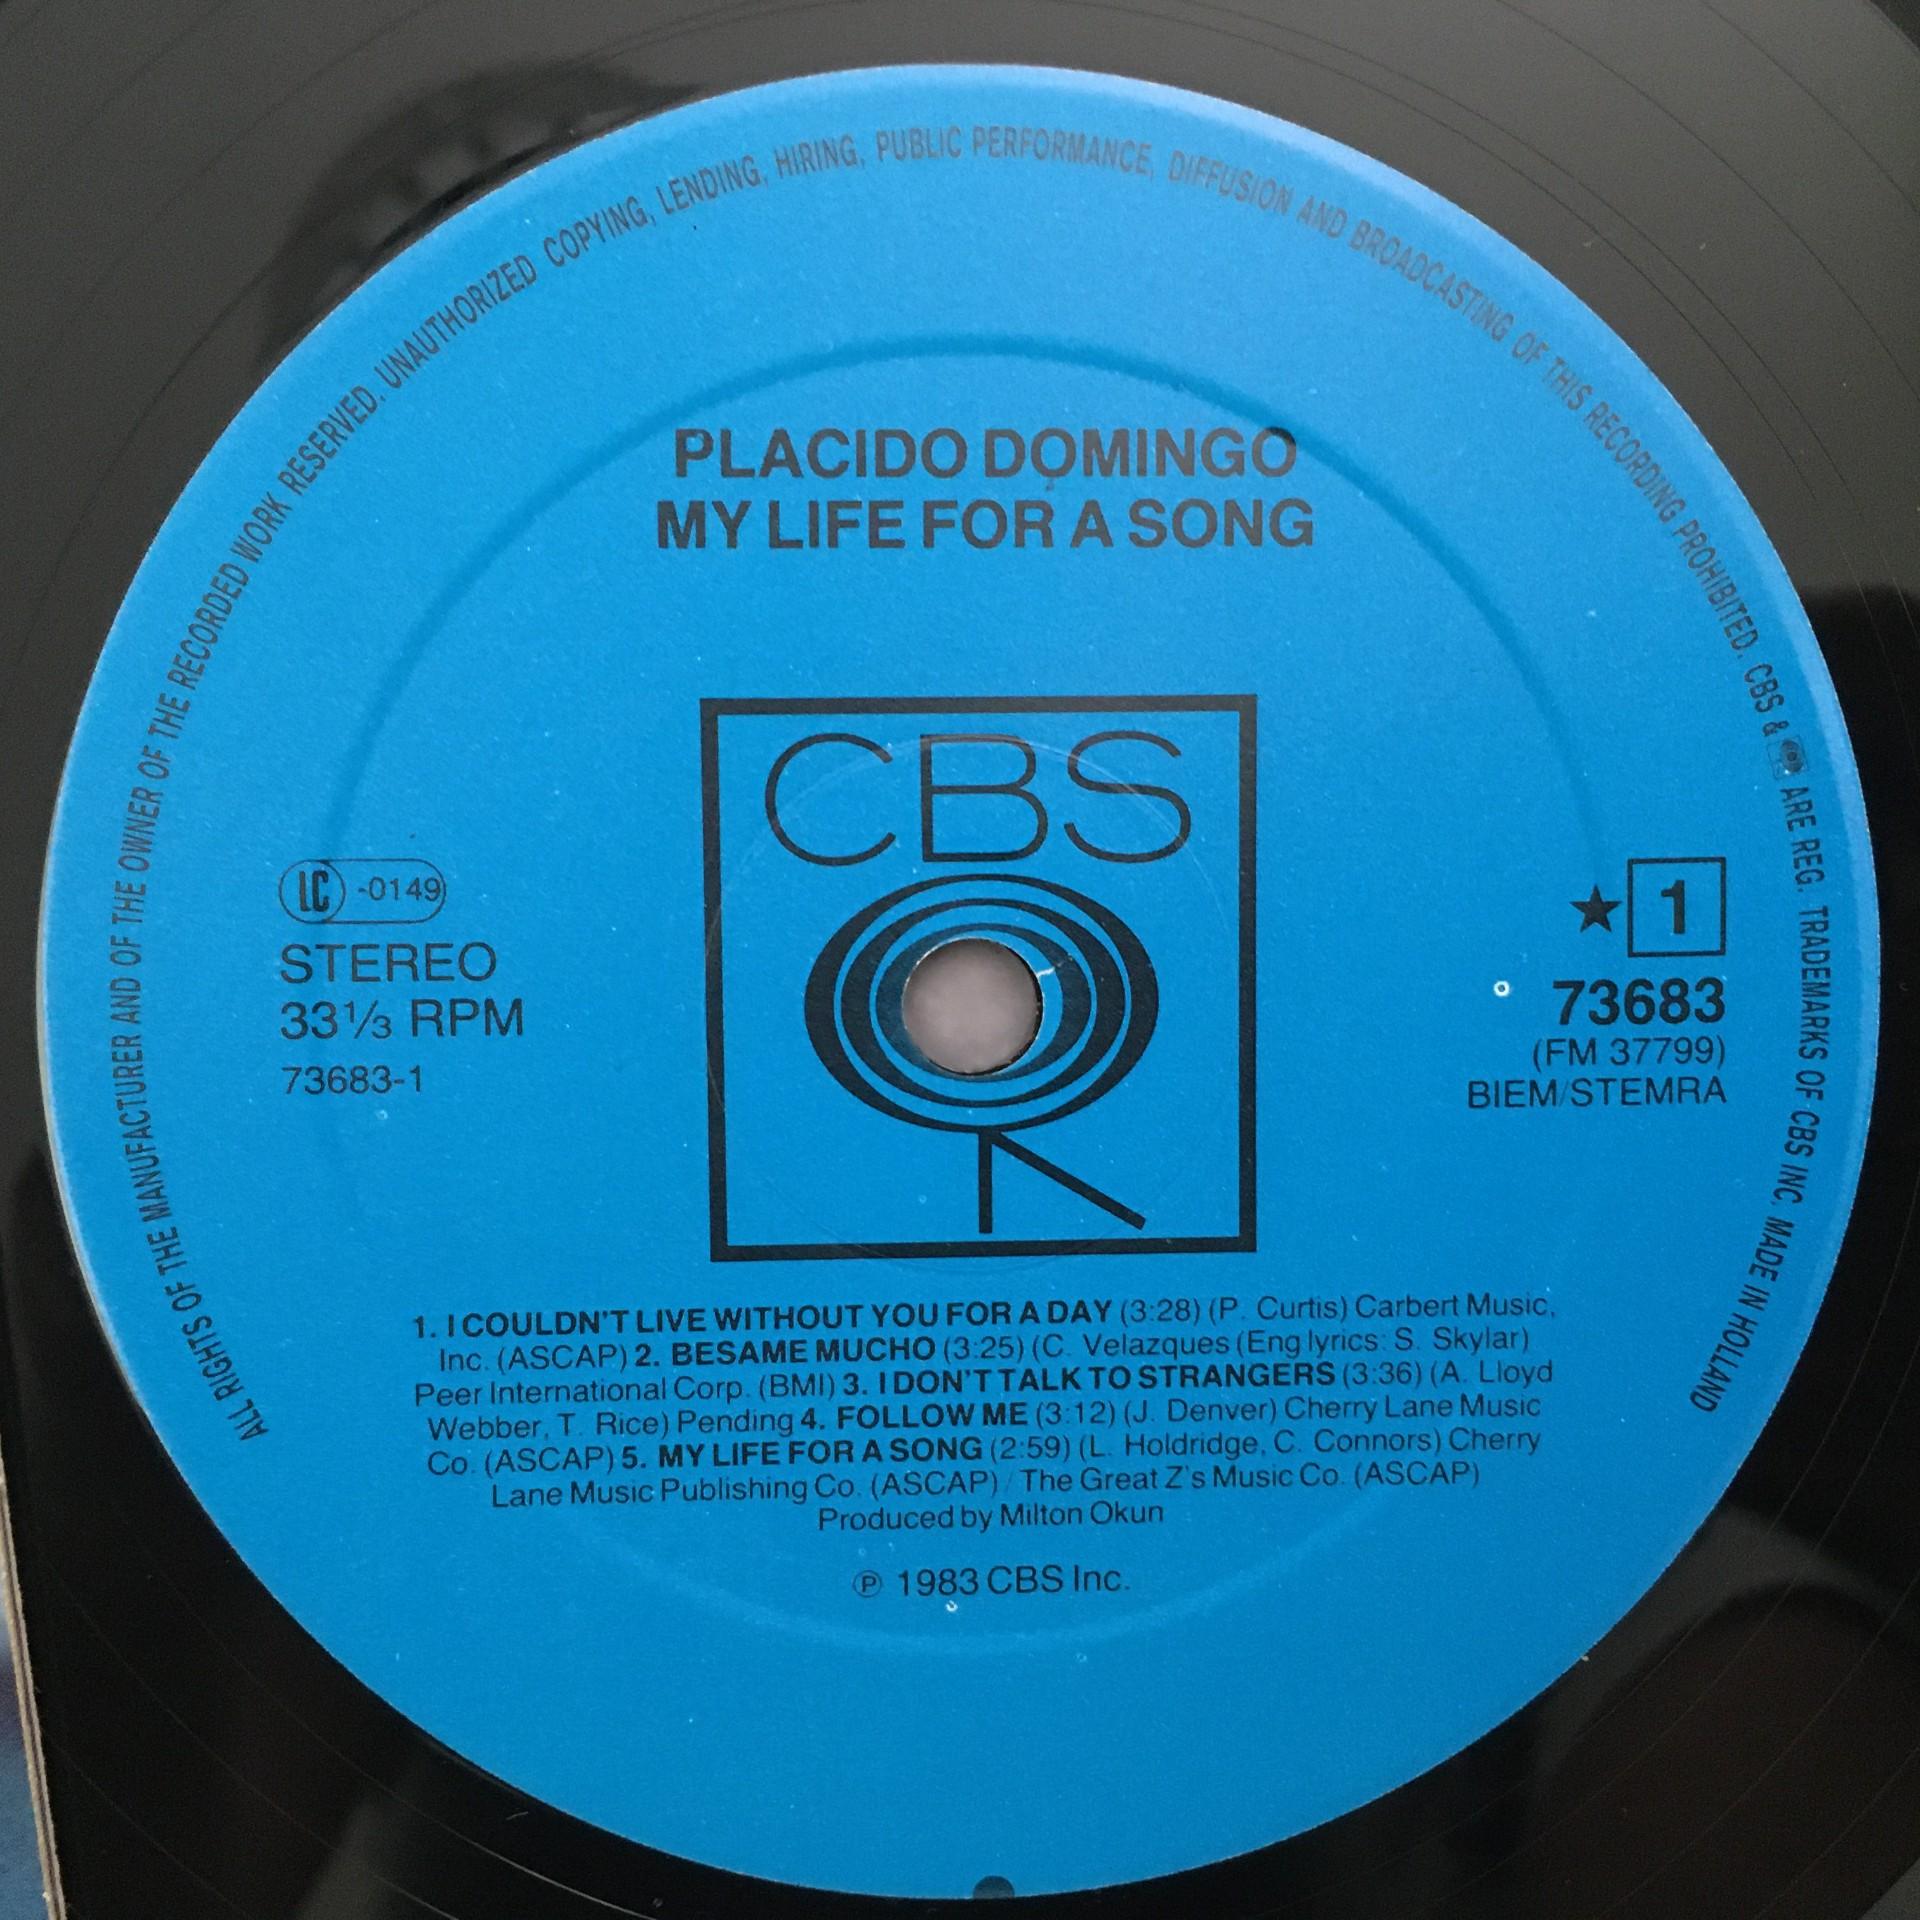 ALL RIGHTS OF THE MANUFACTURER AND OF THE OWNER OF THE RECORDED WORK RESERVED. UNAUTHORIZED COPYING, LENDING, HIRING, PUBLIC PERFORMANCE, DIFFUSION AND BROADCASTING OF THIS RECORDING PROHIBITED. CBS & ARE REG. TRADEMARKS OF CBS INC. MADE IN HOLLAND
PLACIDO DOMINGO
MY LIFE FOR A SONG
CBS
LC -0149
STEREO
33⅓ RPM
73683-1
★ 1
73683
(FM 37799)
BIEM/STEMRA
1. I COULDN'T LIVE WITHOUT YOU FOR A DAY (3:28) (P. Curtis) Carbert Music,
Inc. (ASCAP) 2. BESAME MUCHO (3:25) (C. Velazques (Eng lyrics: S. Skylar)
Peer International Corp. (BMI) 3. I DON'T TALK TO STRANGERS (3:36) (A. Lloyd
Webber, T. Rice) Pending 4. FOLLOW ME (3:12) (J. Denver) Cherry Lane Music
Co. (ASCAP) 5. MY LIFE FOR A SONG (2:59) (L. Holdridge, C. Connors) Cherry
Lane Music Publishing Co. (ASCAP) / The Great Z's Music Co. (ASCAP)
Produced by Milton Okun
℗ 1983 CBS Inc.